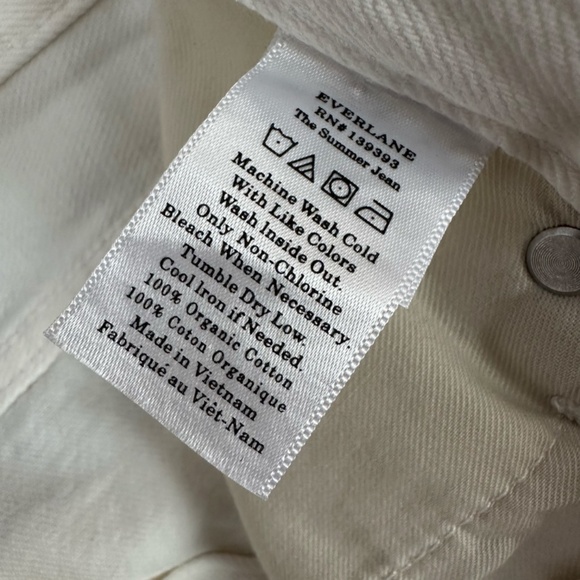 EVERLANE
RN# 139393
The Summer Jean
Machine Wash Cold
With Like Colors
Wash Inside Out.
Only Non-Chlorine
Bleach When Necessary.
Tumble Dry Low.
Cool Iron if Needed.
100% Organic Cotton
100% Coton Organique
Made in Vietnam
Fabriqué au Viêt-Nam